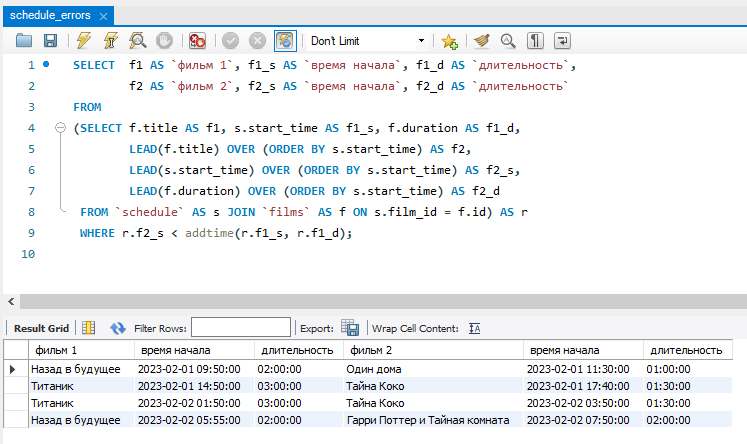 schedule_errors ×
Don't Limit
1 SELECT f1 AS `фильм 1`, f1_s AS `время начала`, f1_d AS `длительность`,
2 f2 AS `фильм 2`, f2_s AS `время начала`, f2_d AS `длительность`
3 FROM
4 (SELECT f.title AS f1, s.start_time AS f1_s, f.duration AS f1_d,
5 LEAD(f.title) OVER (ORDER BY s.start_time) AS f2,
6 LEAD(s.start_time) OVER (ORDER BY s.start_time) AS f2_s,
7 LEAD(f.duration) OVER (ORDER BY s.start_time) AS f2_d
8 FROM `schedule` AS s JOIN `films` AS f ON s.film_id = f.id) AS r
9 WHERE r.f2_s < addtime(r.f1_s, r.f1_d);
10
Result Grid Filter Rows: Export: Wrap Cell Content:
фильм 1 время начала длительность фильм 2 время начала длительность
Назад в будущее 2023-02-01 09:50:00 02:00:00 Один дома 2023-02-01 11:30:00 01:00:00
Титаник 2023-02-01 14:50:00 03:00:00 Тайна Коко 2023-02-01 17:40:00 01:30:00
Титаник 2023-02-02 01:50:00 03:00:00 Тайна Коко 2023-02-02 03:50:00 01:30:00
Назад в будущее 2023-02-02 05:55:00 02:00:00 Гарри Поттер и Тайная комната 2023-02-02 07:50:00 02:00:00